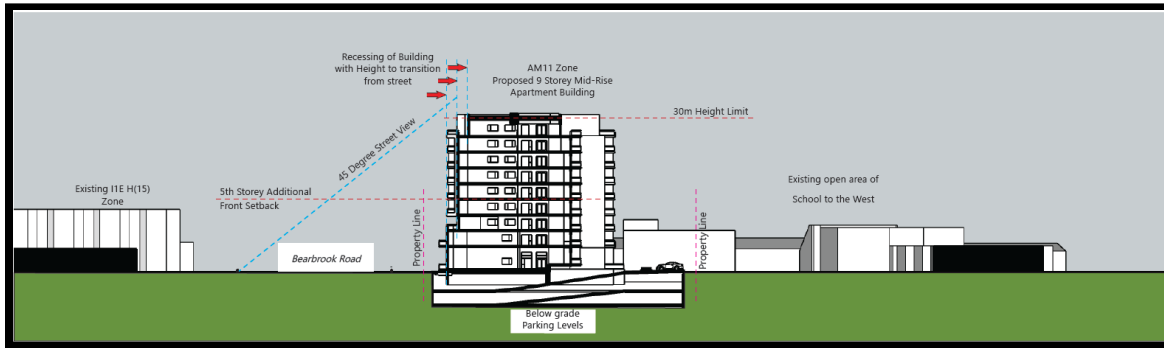 Recessing of Building
with Height to transition
from street
AM11 Zone
Proposed 9 Storey Mid-Rise
Apartment Building
30m Height Limit
45 Degree Street View
Existing I1E H(15)
Zone
5th Storey Additional
Front Setback
Existing open area of
School to the West
Property Line
Property Line
Bearbrook Road
Below grade
Parking Levels